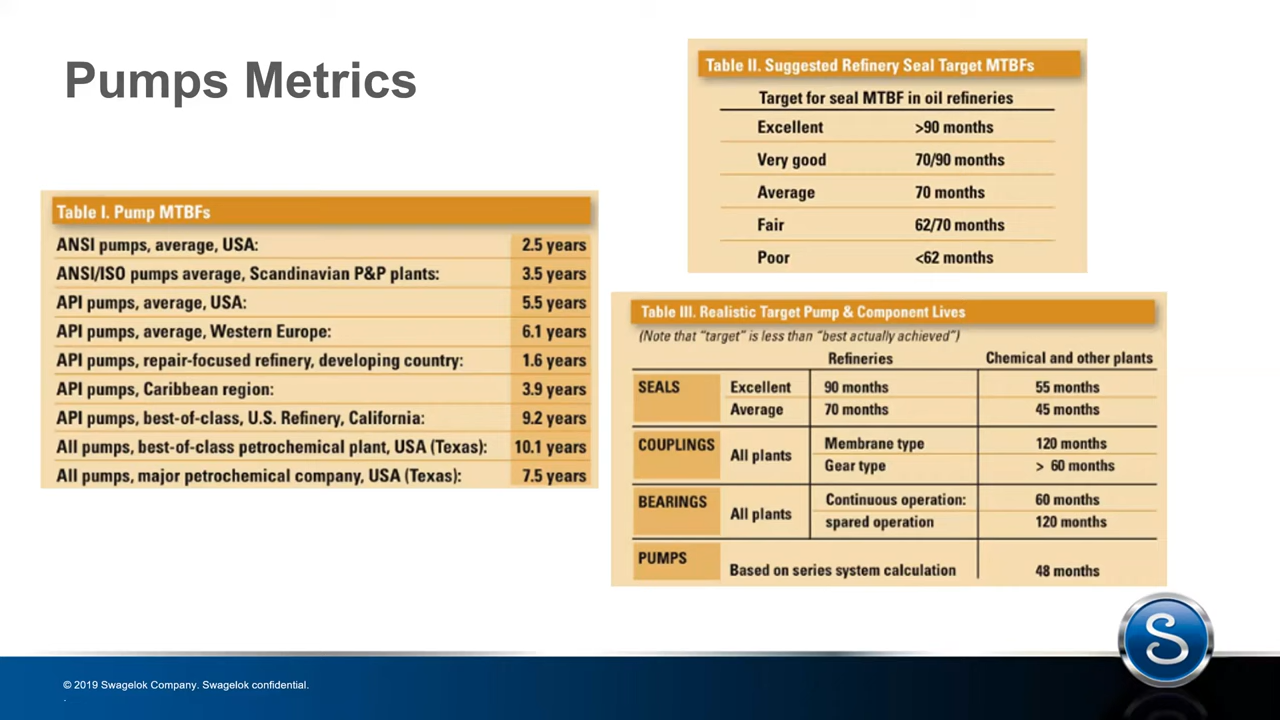 Pumps Metrics
Table I. Pump MTBFs
ANSI pumps, average, USA: 2.5 years
ANSI/ISO pumps average, Scandinavian P&P plants: 3.5 years
API pumps, average, USA: 5.5 years
API pumps, average, Western Europe: 6.1 years
API pumps, repair-focused refinery, developing country: 1.6 years
API pumps, Caribbean region: 3.9 years
API pumps, best-of-class, U.S. Refinery, California: 9.2 years
All pumps, best-of-class petrochemical plant, USA (Texas): 10.1 years
All pumps, major petrochemical company, USA (Texas): 7.5 years
Table II. Suggested Refinery Seal Target MTBFs
Target for seal MTBF in oil refineries
Excellent >90 months
Very good 70/90 months
Average 70 months
Fair 62/70 months
Poor <62 months
Table III. Realistic Target Pump & Component Lives
(Note that “target” is less than “best actually achieved”)
Refineries Chemical and other plants
SEALS Excellent 90 months 55 months
Average 70 months 45 months
COUPLINGS All plants Membrane type 120 months
Gear type > 60 months
BEARINGS All plants Continuous operation: 60 months
spared operation 120 months
PUMPS Based on series system calculation 48 months
S
© 2019 Swagelok Company. Swagelok confidential.
.